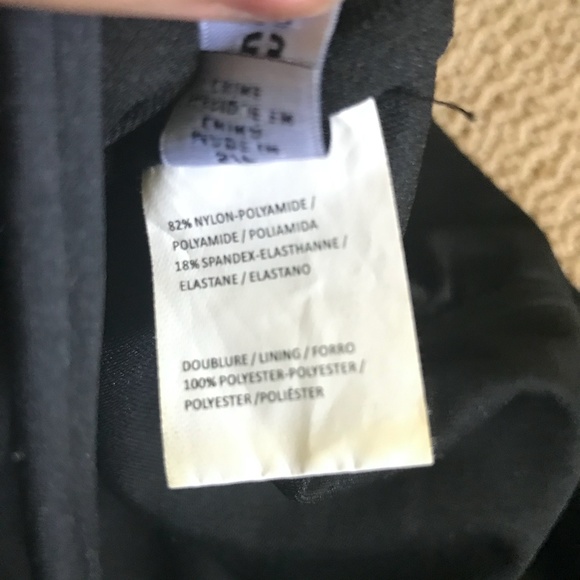 82% NYLON-POLYAMIDE /
POLYAMIDE / POLIAMIDA
18% SPANDEX-ELASTHANNE /
ELASTANE / ELASTANO
DOUBLURE / LINING / FORRO
100% POLYESTER-POLYESTER /
POLYESTER /POLIÉSTER